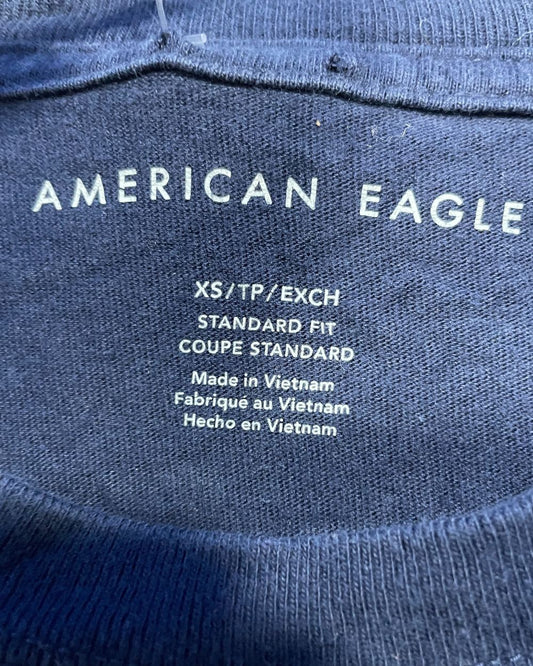 AMERICAN EAGLE
XS/TP/EXCH
STANDARD FIT
COUPE STANDARD
Made in Vietnam
Fabriqué au Vietnam
Hecho en Vietnam